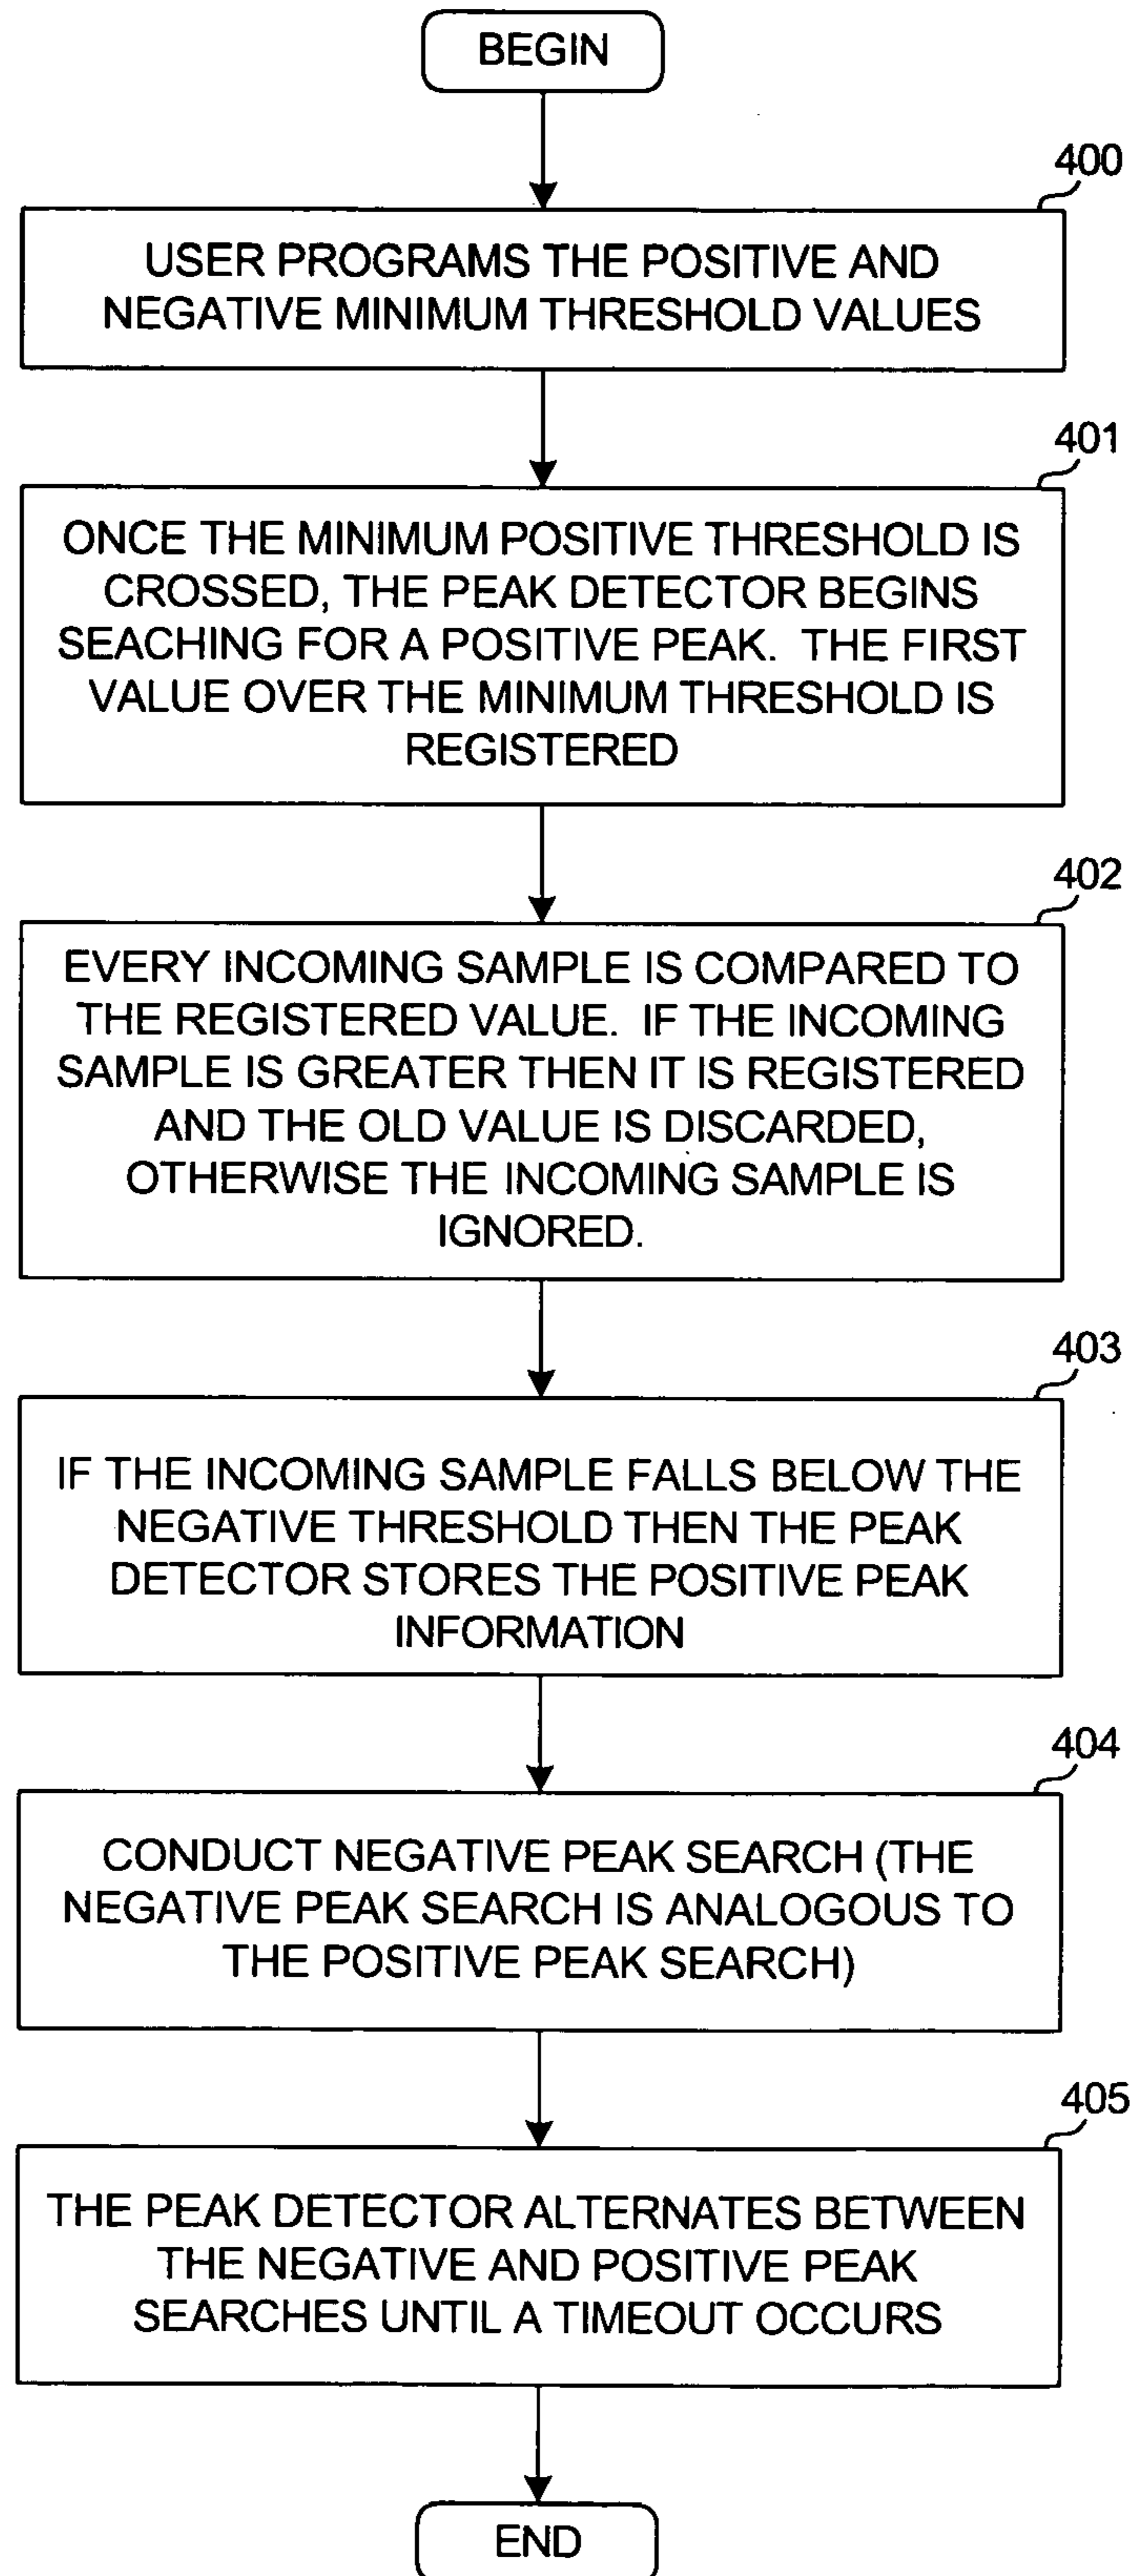 BEGIN
400
USER PROGRAMS THE POSITIVE AND
NEGATIVE MINIMUM THRESHOLD VALUES
401
ONCE THE MINIMUM POSITIVE THRESHOLD IS
CROSSED, THE PEAK DETECTOR BEGINS
SEACHING FOR A POSITIVE PEAK. THE FIRST
VALUE OVER THE MINIMUM THRESHOLD IS
REGISTERED
402
EVERY INCOMING SAMPLE IS COMPARED TO
THE REGISTERED VALUE. IF THE INCOMING
SAMPLE IS GREATER THEN IT IS REGISTERED
AND THE OLD VALUE IS DISCARDED,
OTHERWISE THE INCOMING SAMPLE IS
IGNORED.
403
IF THE INCOMING SAMPLE FALLS BELOW THE
NEGATIVE THRESHOLD THEN THE PEAK
DETECTOR STORES THE POSITIVE PEAK
INFORMATION
404
CONDUCT NEGATIVE PEAK SEARCH (THE
NEGATIVE PEAK SEARCH IS ANALOGOUS TO
THE POSITIVE PEAK SEARCH)
405
THE PEAK DETECTOR ALTERNATES BETWEEN
THE NEGATIVE AND POSITIVE PEAK
SEARCHES UNTIL A TIMEOUT OCCURS
END